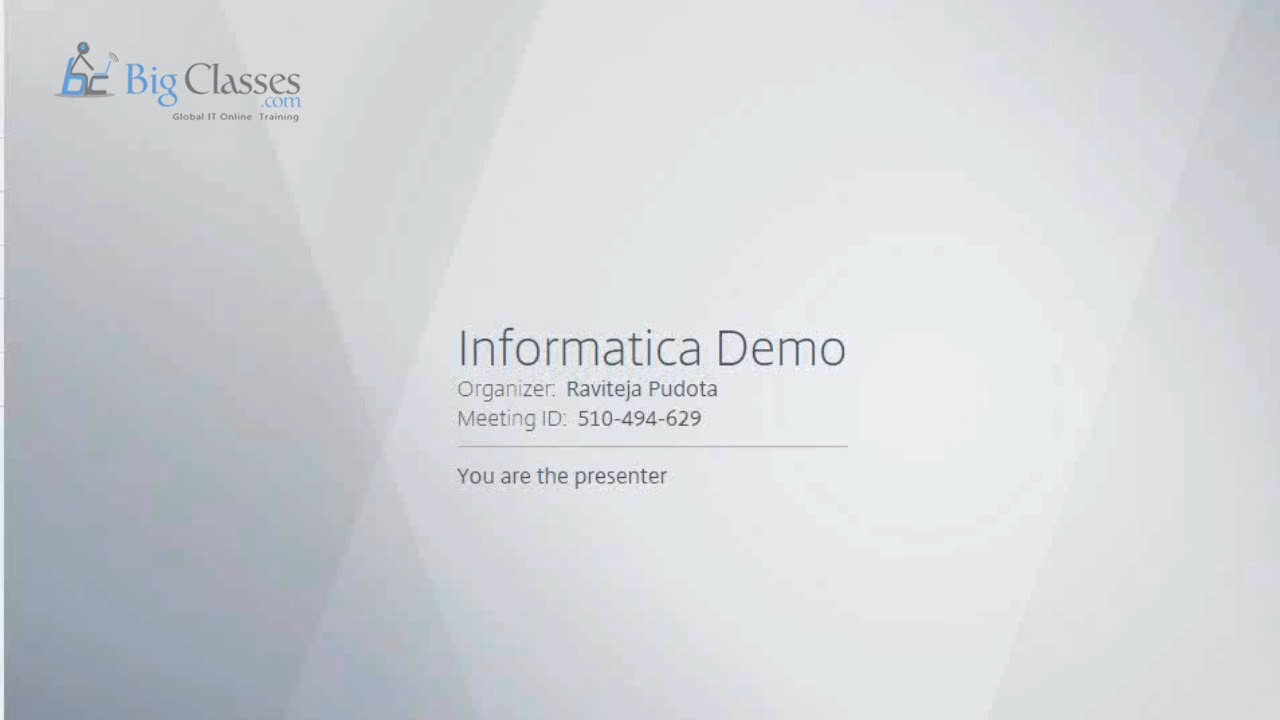 bc Big Classes
.com
Global IT Online Training
Informatica Demo
Organizer: Raviteja Pudota
Meeting ID: 510-494-629
You are the presenter